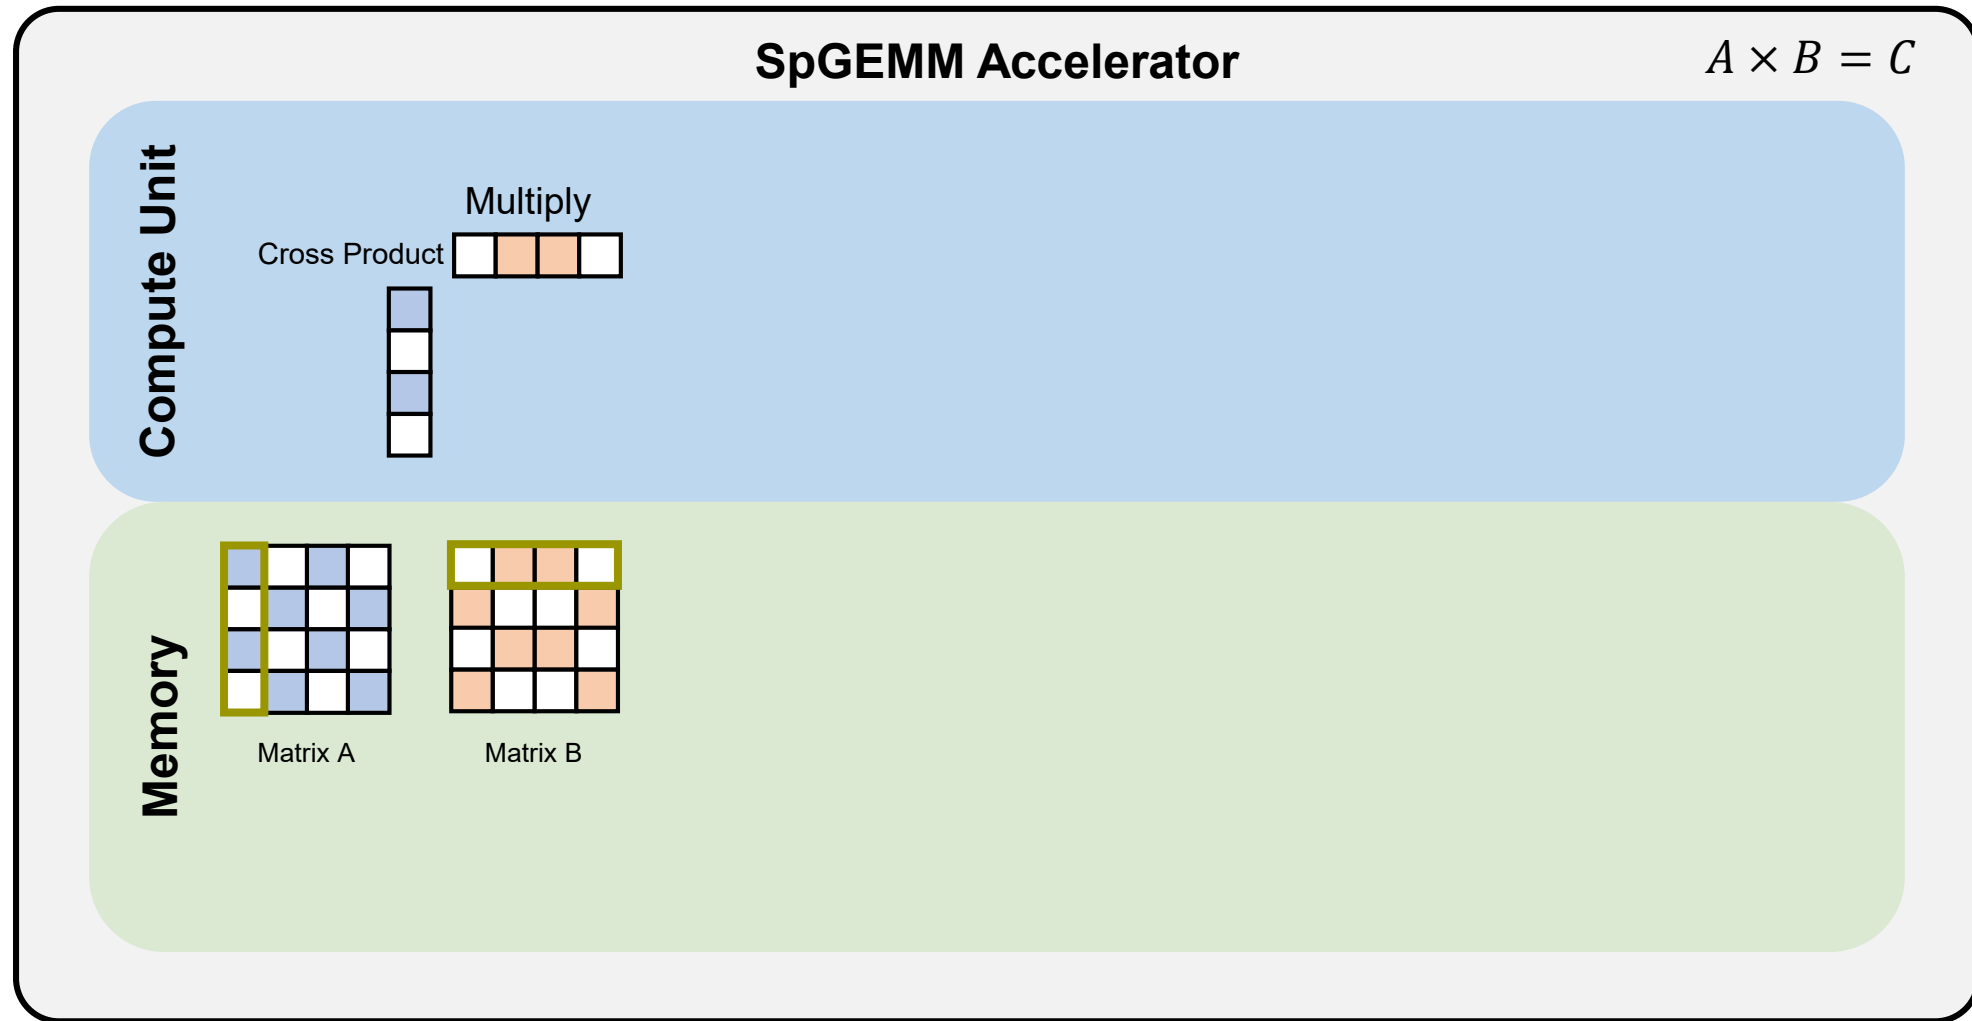 SpGEMM Accelerator
A × B = C
Compute Unit
Multiply
Cross Product
Memory
Matrix A
Matrix B